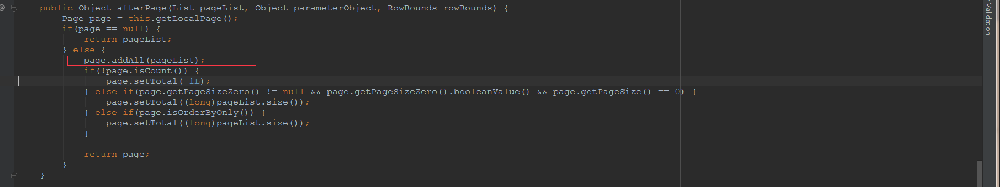 public Object afterPage(List pageList, Object parameterObject, RowBounds rowBounds) {
Page page = this.getLocalPage();
if(page == null) {
return pageList;
} else {
page.addAll(pageList);
if(!page.isCount()) {
page.setTotal(-1L);
} else if(page.getPageSizeZero() != null && page.getPageSizeZero().booleanValue() && page.getPageSize() == 0) {
page.setTotal((long)pageList.size());
} else if(page.isOrderByOnly()) {
page.setTotal((long)pageList.size());
}
return page;
}
}
@
Validation